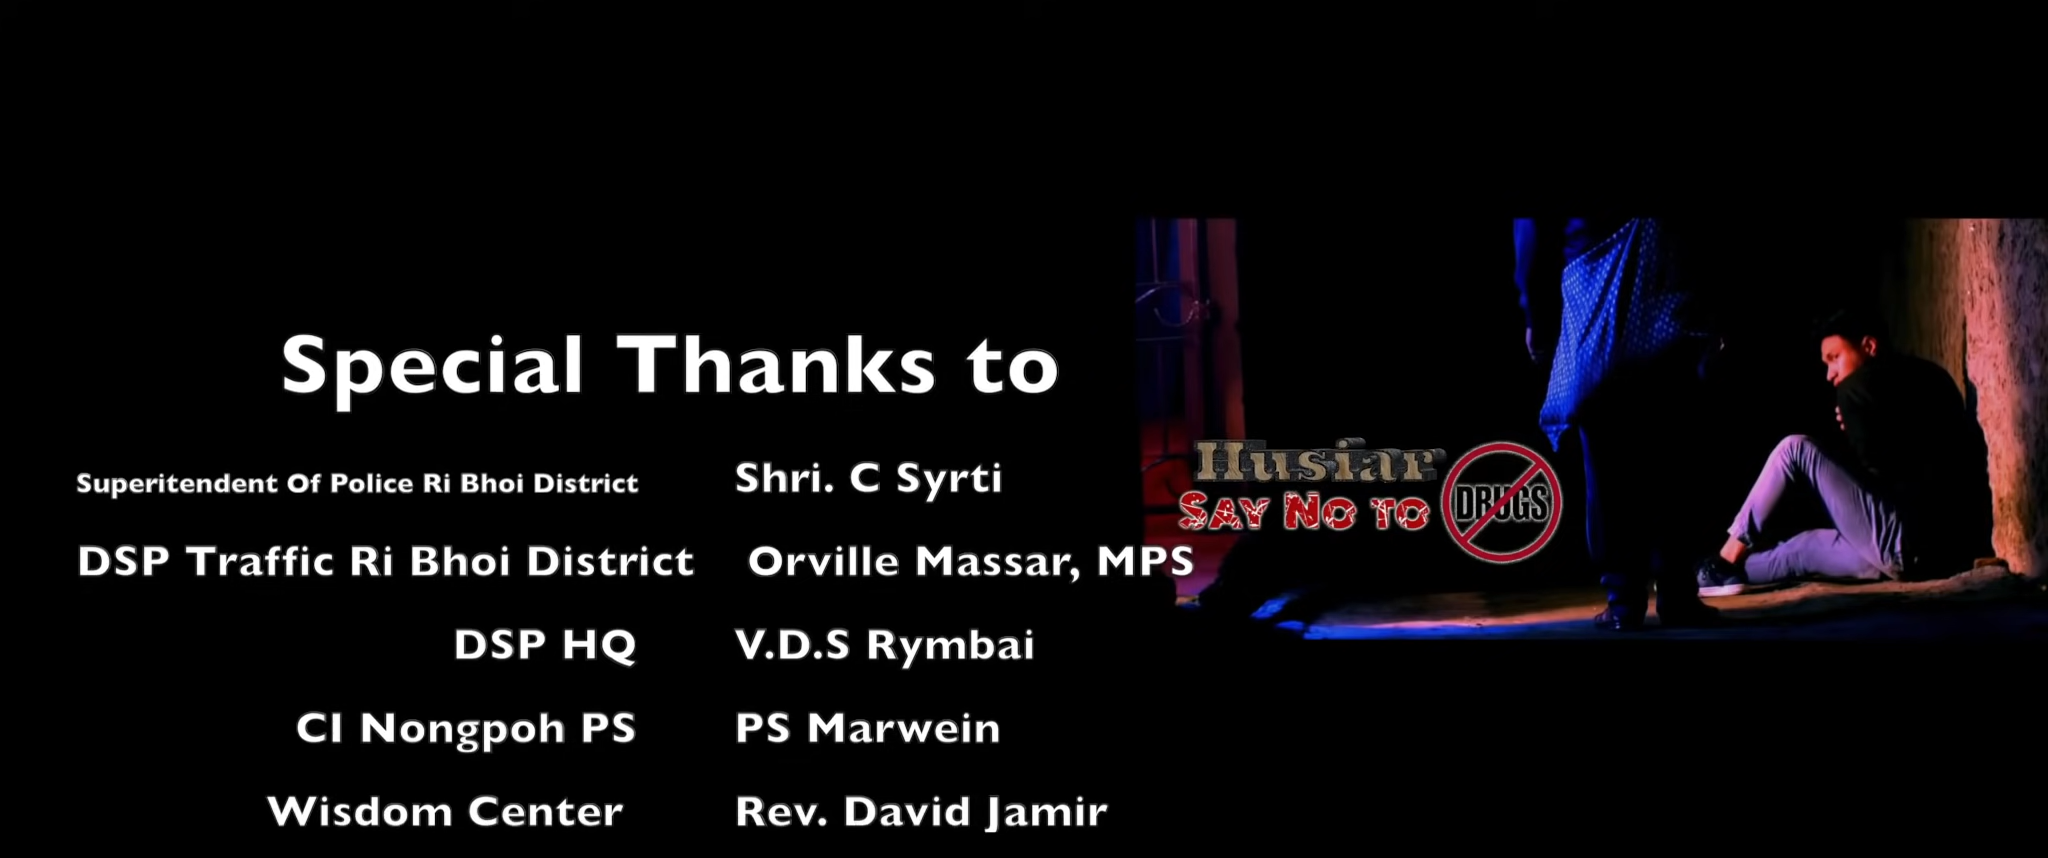 Special Thanks to
Superitendent Of Police Ri Bhoi District Shri. C Syrti
DSP Traffic Ri Bhoi District Orville Massar, MPS
DSP HQ V.D.S Rymbai
CI Nongpoh PS PS Marwein
Wisdom Center Rev. David Jamir
Husiar
SAY NO TO DRUGS